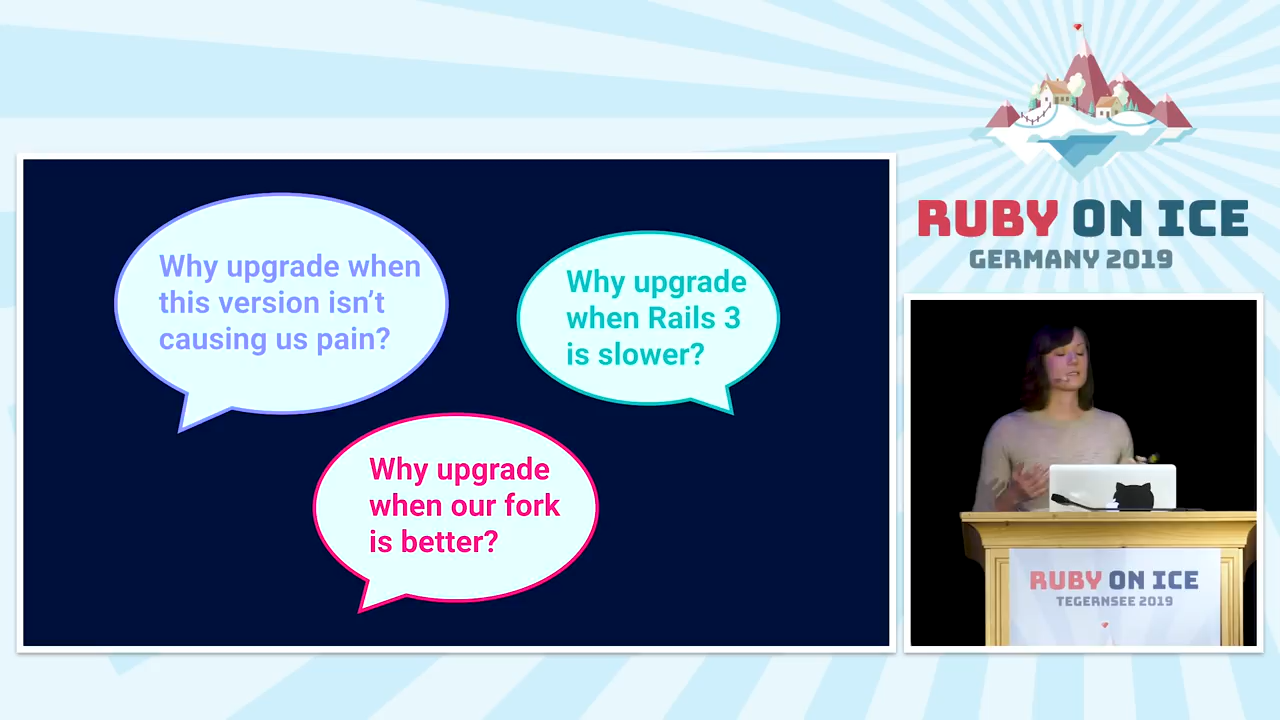 Why upgrade when
this version isn't
causing us pain?
Why upgrade
when Rails 3
is slower?
Why upgrade
when our fork
is better?
RUBY ON ICE
GERMANY 2019
RUBY ON ICE
TEGERNSEE 2019